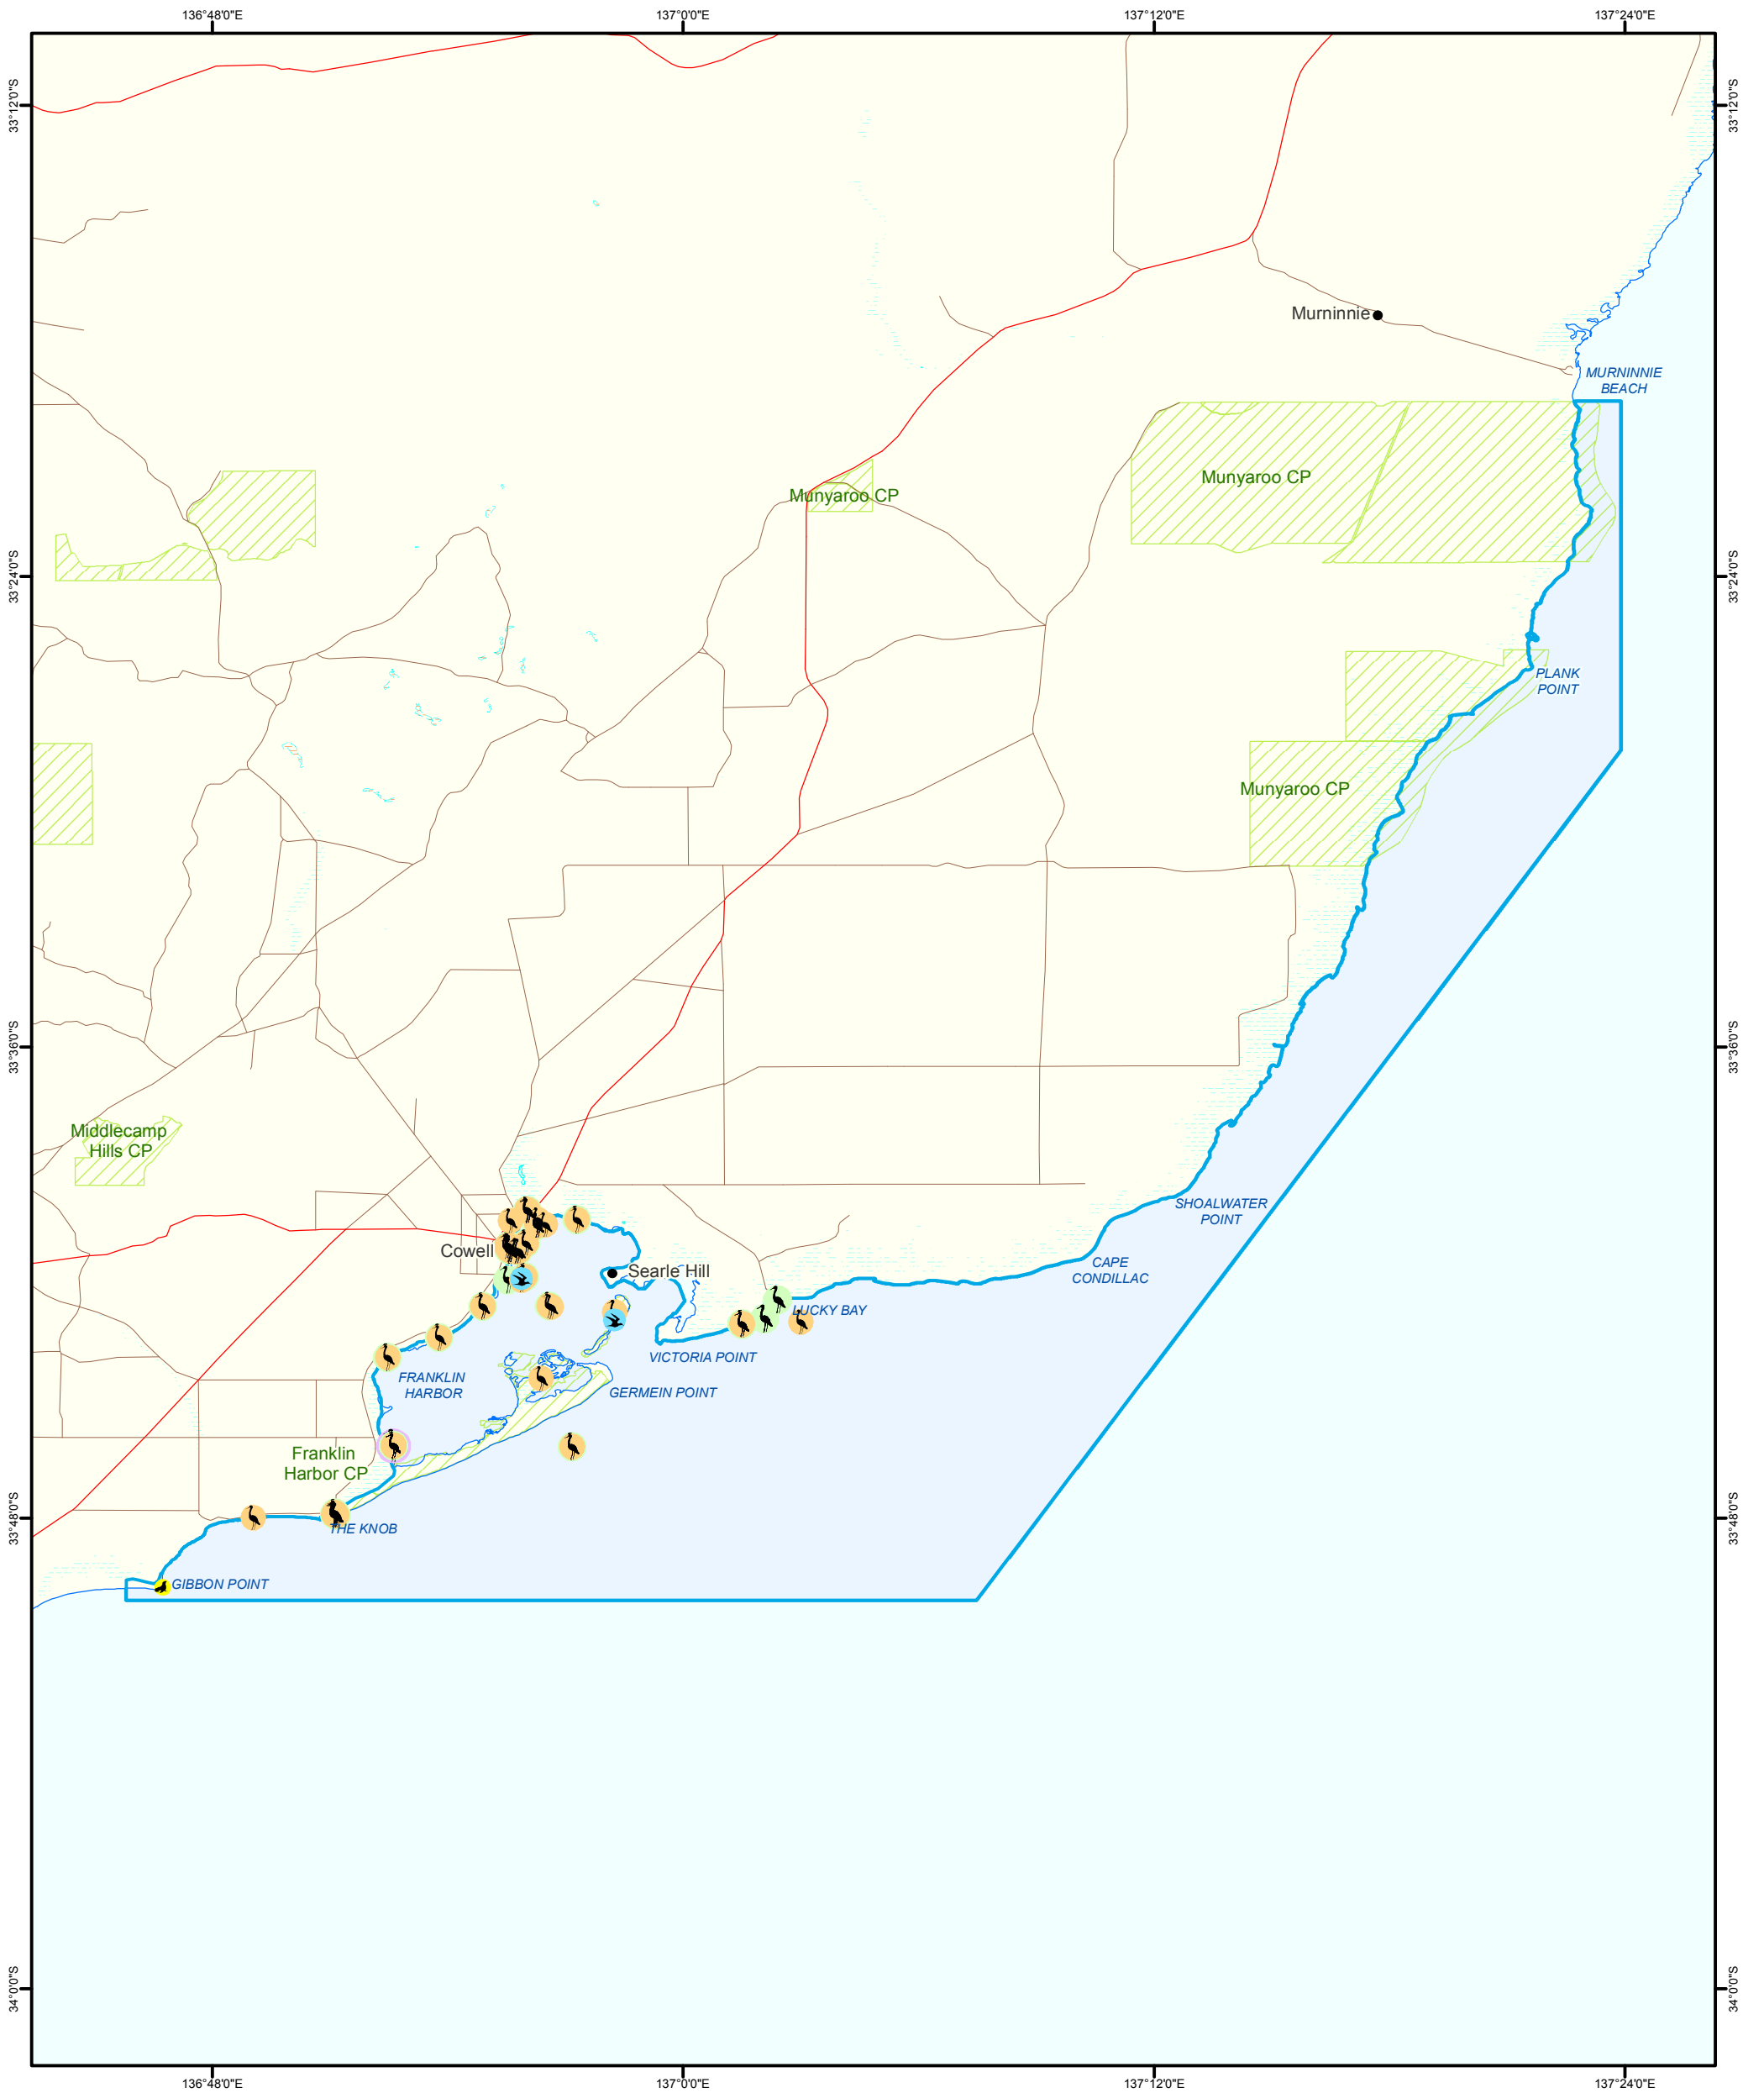 136°48'0"E
137°0'0"E
137°12'0"E
137°24'0"E
33°12'0"S
33°12'0"S
Murninnie
MURNINNIE
BEACH
Munyaroo CP
Munyaroo CP
33°24'0"S
33°24'0"S
PLANK
POINT
Munyaroo CP
33°36'0"S
33°36'0"S
Middlecamp
Hills CP
SHOALWATER
POINT
Cowell
Searle Hill
CAPE
CONDILLAC
LUCKY BAY
VICTORIA POINT
FRANKLIN
HARBOR
GERMEIN POINT
Franklin
Harbor CP
33°48'0"S
33°48'0"S
THE KNOB
GIBBON POINT
34°0'0"S
34°0'0"S
136°48'0"E
137°0'0"E
137°12'0"E
137°24'0"E